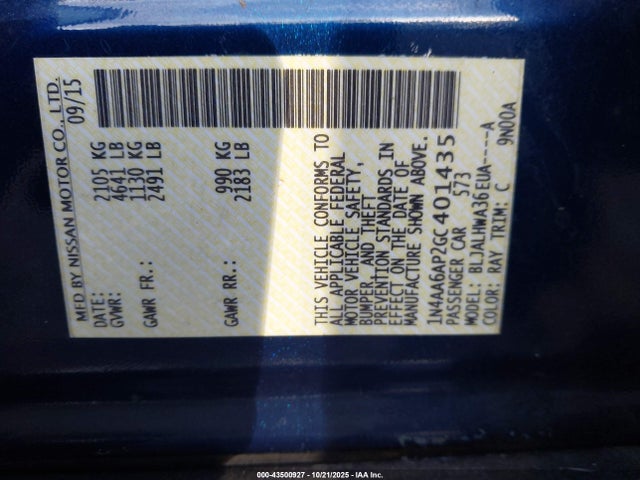 MFD BY NISSAN MOTOR CO., LTD.
DATE: 09/15
GVWR: 2105 KG
4641 LB
GAWR FR.: 1130 KG
2491 LB
GAWR RR.: 990 KG
2183 LB
THIS VEHICLE CONFORMS TO
ALL APPLICABLE FEDERAL
MOTOR VEHICLE SAFETY,
BUMPER, AND THEFT
PREVENTION STANDARDS IN
EFFECT ON THE DATE OF
MANUFACTURE SHOWN ABOVE.
1N4AA6AP2GC401435
PASSENGER CAR 573
MODEL: BLJALHWA36EUA----A
COLOR: RAY TRIM: C 9N00A
000-43500927 - 10/21/2025 - IAA Inc.